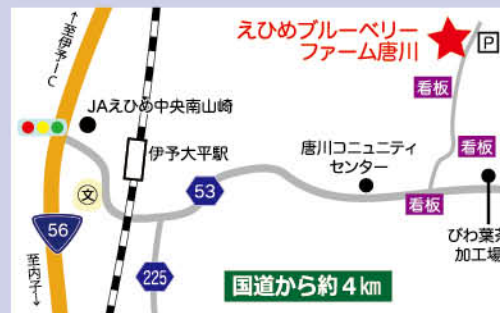 ←至伊予IC
えひめブルーベリー
ファーム唐川
P
看板
JAえひめ中央南山崎
伊予大平駅
唐川コニュニティ
センター
看板
文
53
看板
56
びわ葉茶
加工場
至内子→
225
国道から約4km